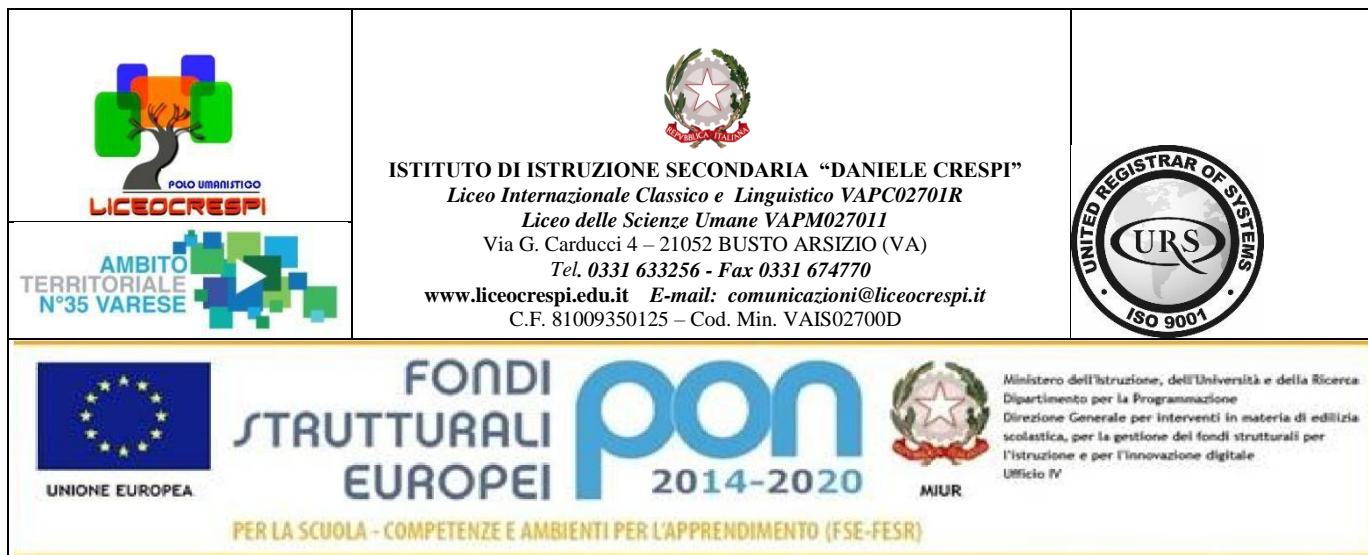 POLO UMANISTICO
LICEOCRESPI
AMBITO
TERRITORIALE
N°35 VARESE
REPVBBLICA ITALIANA
ISTITUTO DI ISTRUZIONE SECONDARIA “DANIELE CRESPI”
Liceo Internazionale Classico e Linguistico VAPC02701R
Liceo delle Scienze Umane VAPM027011
Via G. Carducci 4 – 21052 BUSTO ARSIZIO (VA)
Tel. 0331 633256 - Fax 0331 674770
www.liceocrespi.edu.it E-mail: comunicazioni@liceocrespi.it
C.F. 81009350125 – Cod. Min. VAIS02700D
UNITED REGISTRAR OF SYSTEMS
URS
ISO 9001
UNIONE EUROPEA
FONDI
STRUTTURALI
EUROPEI
pon
2014-2020
MIUR
Ministero dell'Istruzione, dell'Università e della Ricerca
Dipartimento per la Programmazione
Direzione Generale per interventi in materia di edilizia
scolastica, per la gestione dei fondi strutturali per
l'istruzione e per l'innovazione digitale
Ufficio IV
PER LA SCUOLA - COMPETENZE E AMBIENTI PER L'APPRENDIMENTO (FSE-FESR)